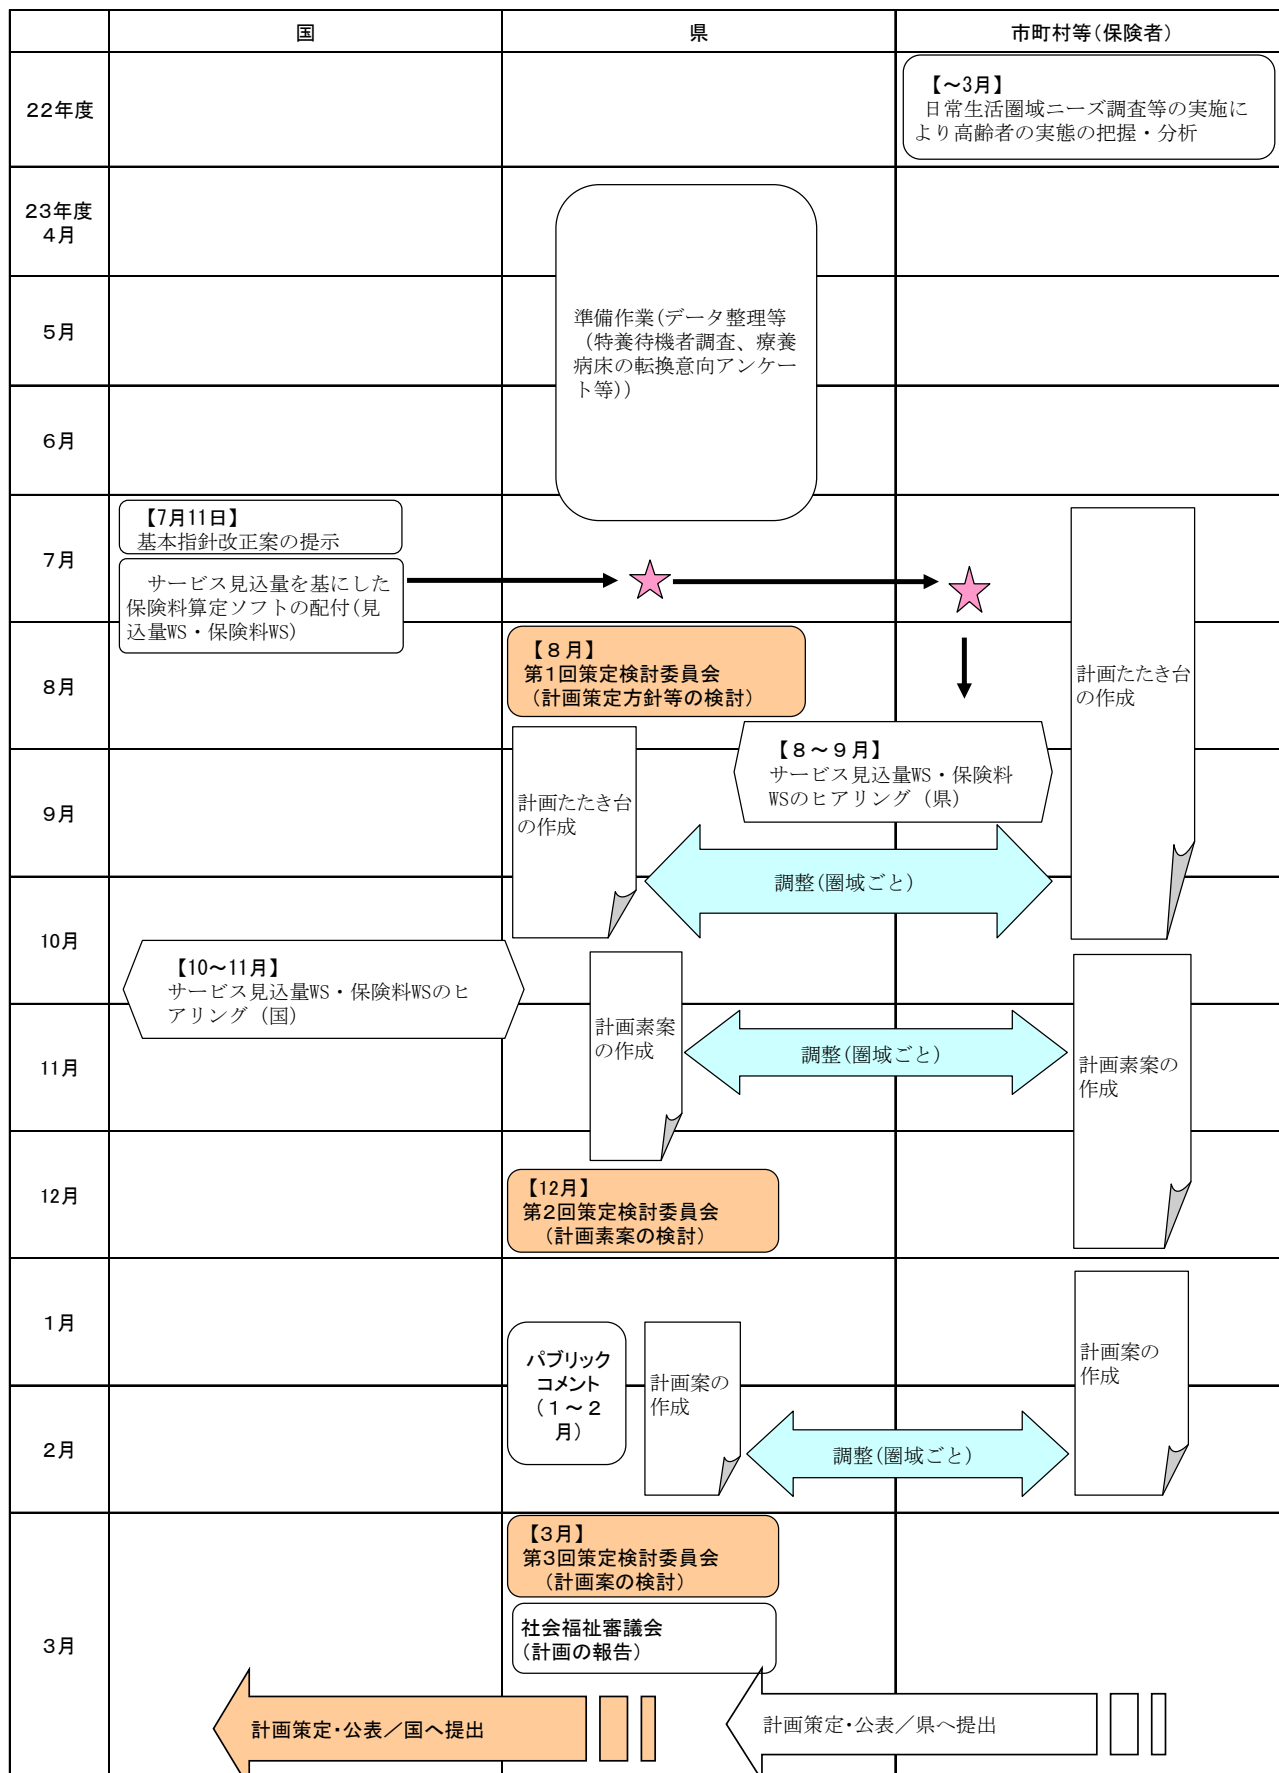 国
県
市町村等(保険者)
22年度
【～3月】
日常生活圏域ニーズ調査等の実施に
より高齢者の実態の把握・分析
23年度
4月
準備作業(データ整理等
(特養待機者調査、療養
病床の転換意向アンケー
ト等))
5月
6月
7月
【7月11日】
基本指針改正案の提示
サービス見込量を基にした
保険料算定ソフトの配付(見
込量WS・保険料WS)
計画たたき台
の作成
8月
【８月】
第1回策定検討委員会
(計画策定方針等の検討)
【８～９月】
サービス見込量WS・保険料
WSのヒアリング (県)
9月
計画たたき台
の作成
調整(圏域ごと)
10月
【10～11月】
サービス見込量WS・保険料WSのヒ
アリング (国)
計画素案
の作成
調整(圏域ごと)
計画素案の
作成
11月
12月
【12月】
第2回策定検討委員会
(計画素案の検討)
1月
パブリック
コメント
(１～２
月)
計画案の
作成
計画案の
作成
2月
調整(圏域ごと)
3月
【3月】
第3回策定検討委員会
(計画案の検討)
社会福祉審議会
(計画の報告)
計画策定・公表／国へ提出
計画策定・公表／県へ提出